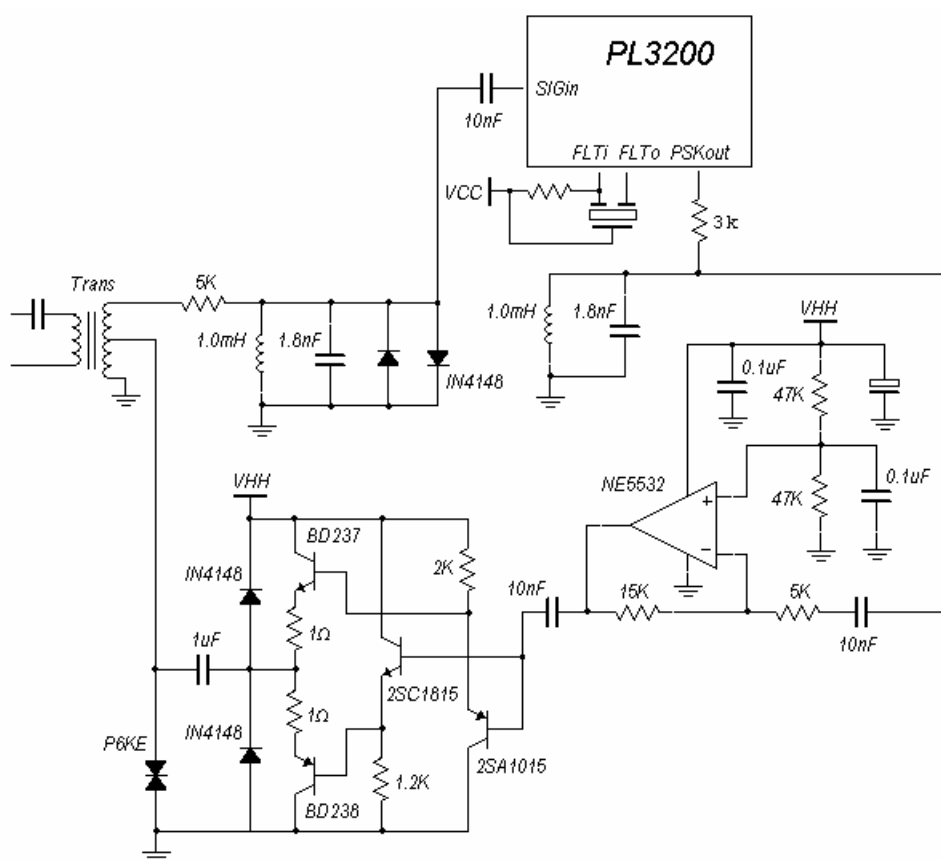 PL3200
SIGin
10nF
FLTi FLTo PSKout
VCC
3k
Trans
5K
1.0mH
1.8nF
IN4148
1.0mH
1.8nF
VHH
0.1uF
47K
NE5532
47K
0.1uF
VHH
BD237
IN4148
2K
10nF
15K
5K
10nF
1Ω
1uF
2SC1815
1Ω
IN4148
P6KE
2SA1015
1.2K
BD238